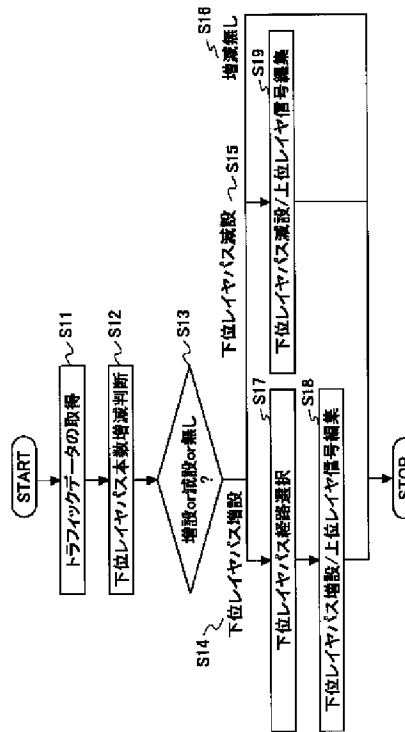 START
トラフィックデータの取得
S11
下位レイヤパス本数増減判断
S12
増設or減設or無し
?
S13
S14
下位レイヤパス増設
下位レイヤパス減設
S15
増減無し
S16
下位レイヤパス経路選択
S17
下位レイヤパス増設/上位レイヤ信号編集
S18
下位レイヤパス減設/上位レイヤ信号編集
S19
STOP